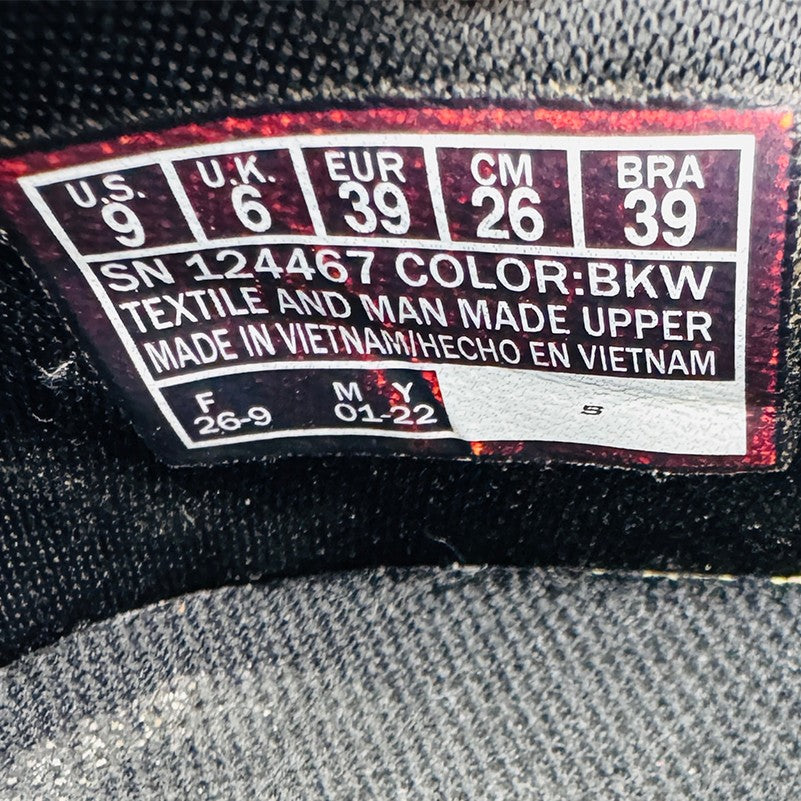 U.S. U.K. EUR CM BRA
9 6 39 26 39
SN 124467 COLOR:BKW
TEXTILE AND MAN MADE UPPER
MADE IN VIETNAM/HECHO EN VIETNAM
F M Y
26-9 01-22
S